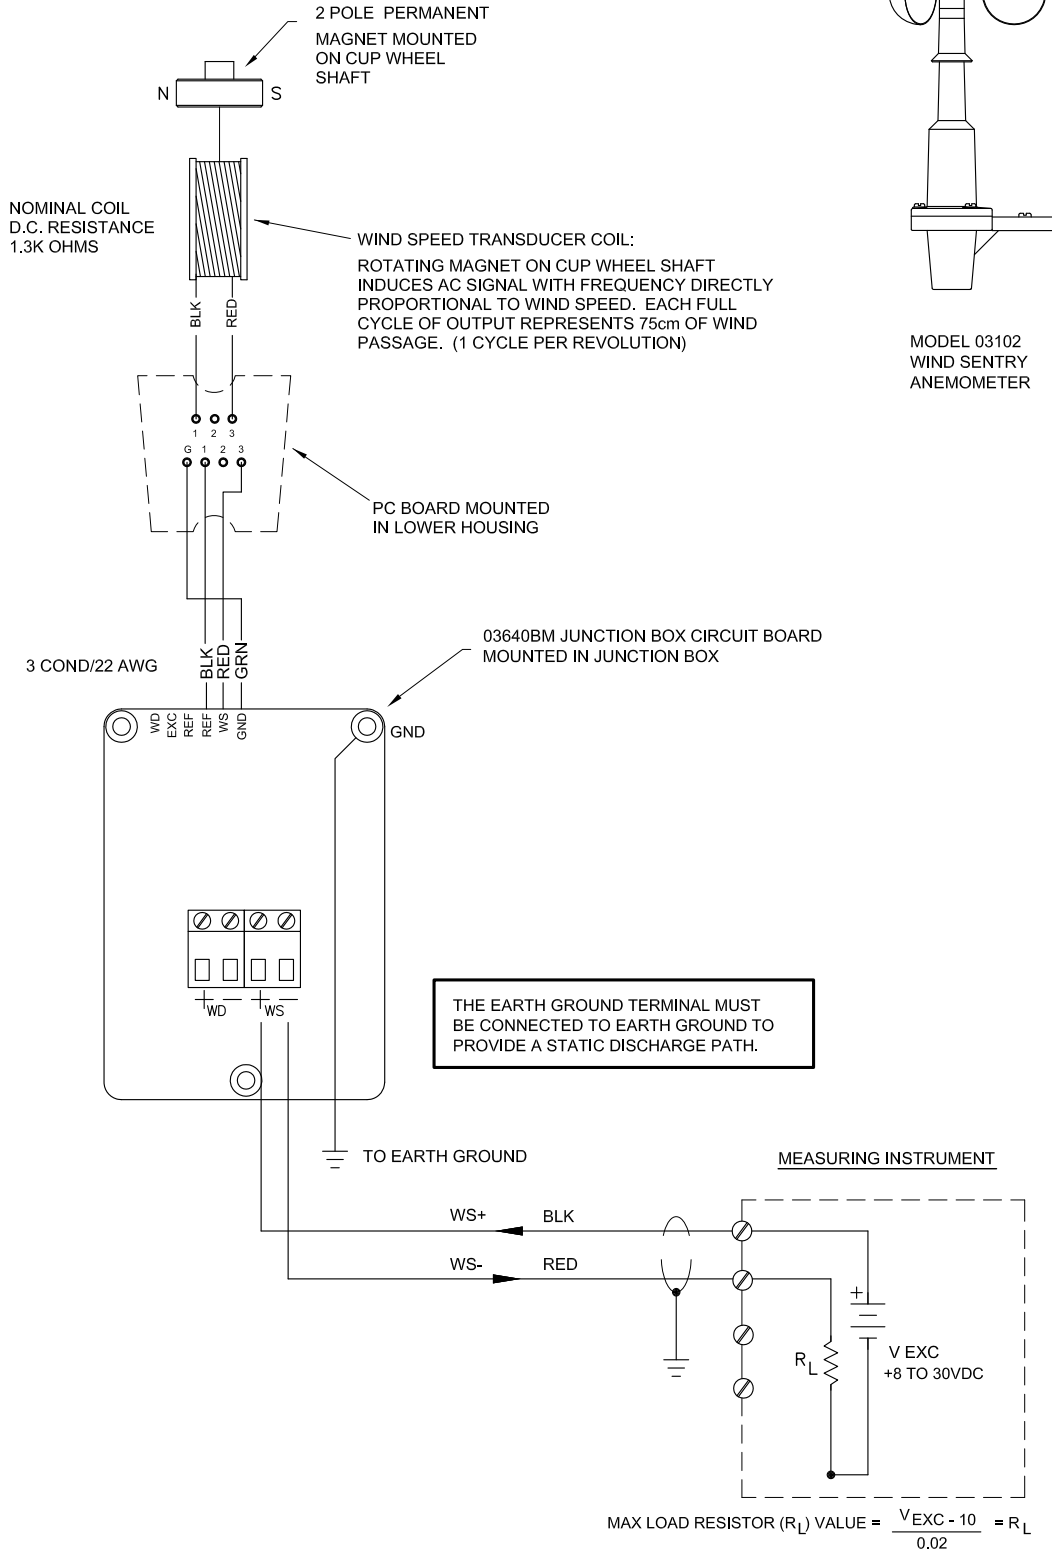 2 POLE PERMANENT
MAGNET MOUNTED
ON CUP WHEEL
SHAFT
N
S
NOMINAL COIL
D.C. RESISTANCE
1.3K OHMS
WIND SPEED TRANSDUCER COIL:
ROTATING MAGNET ON CUP WHEEL SHAFT
INDUCES AC SIGNAL WITH FREQUENCY DIRECTLY
PROPORTIONAL TO WIND SPEED. EACH FULL
CYCLE OF OUTPUT REPRESENTS 75cm OF WIND
PASSAGE. (1 CYCLE PER REVOLUTION)
BLK
RED
MODEL 03102
WIND SENTRY
ANEMOMETER
1 2 3
G 1 2 3
PC BOARD MOUNTED
IN LOWER HOUSING
3 COND/22 AWG
BLK
RED
GRN
03640BM JUNCTION BOX CIRCUIT BOARD
MOUNTED IN JUNCTION BOX
WD
EXC
REF
REF
WS
GND
GND
+ WD −
+ WS −
THE EARTH GROUND TERMINAL MUST
BE CONNECTED TO EARTH GROUND TO
PROVIDE A STATIC DISCHARGE PATH.
TO EARTH GROUND
MEASURING INSTRUMENT
WS+ BLK
WS- RED
+
RL
V EXC
+8 TO 30VDC
MAX LOAD RESISTOR (RL) VALUE = VEXC - 10 = RL
0.02